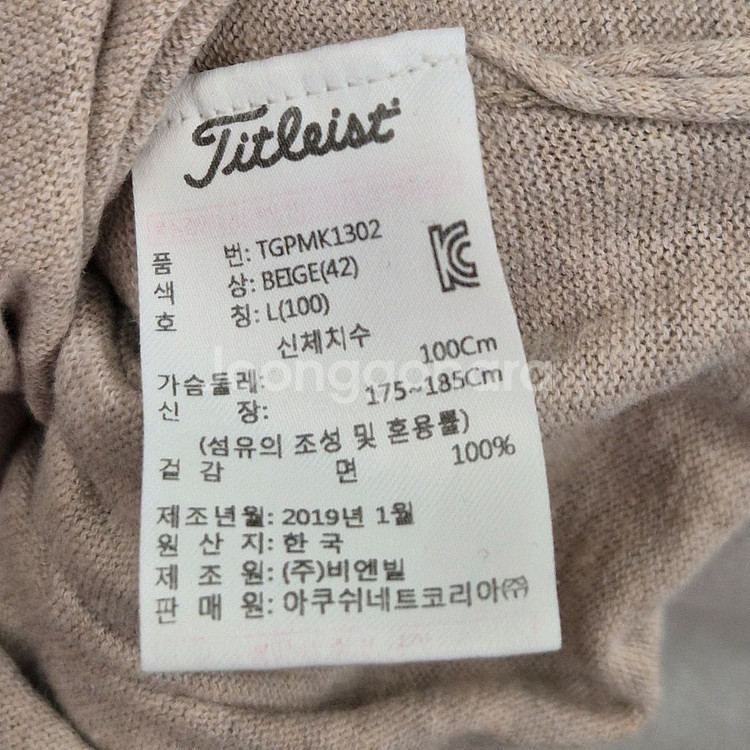 Titleist
품 번: TGPMK1302
색 상: BEIGE(42)
호 칭: L(100)
신체치수
가슴둘레: 100Cm
신 장: 175~185Cm
(섬유의 조성 및 혼용률)
겉감 면 100%
제조년월: 2019년 1월
원 산 지: 한 국
제 조 원: (주)비엔빌
판 매 원: 아쿠쉬네트코리아(주)